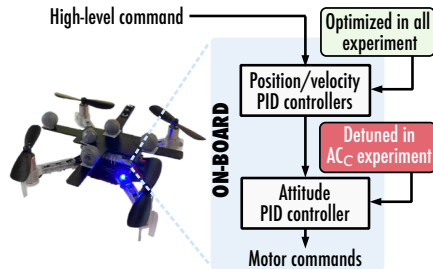 High-level command
Optimized in all
experiment
Position/velocity
PID controllers
ON-BOARD
Detuned in
AC_C experiment
Attitude
PID controller
Motor commands